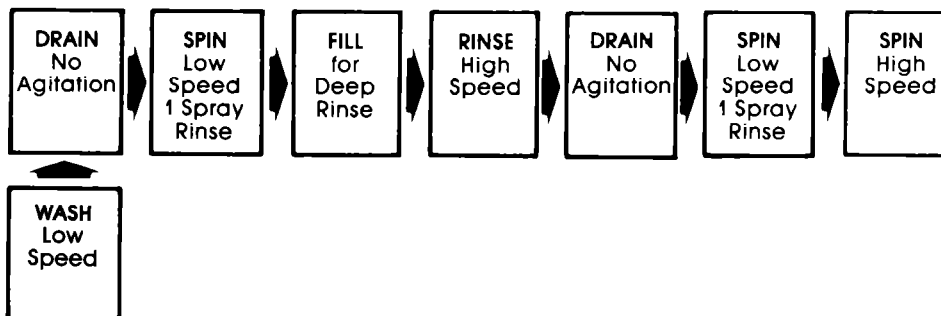 DRAIN
No
Agitation
SPIN
Low
Speed
1 Spray
Rinse
FILL
for
Deep
Rinse
RINSE
High
Speed
DRAIN
No
Agitation
SPIN
Low
Speed
1 Spray
Rinse
SPIN
High
Speed
WASH
Low
Speed